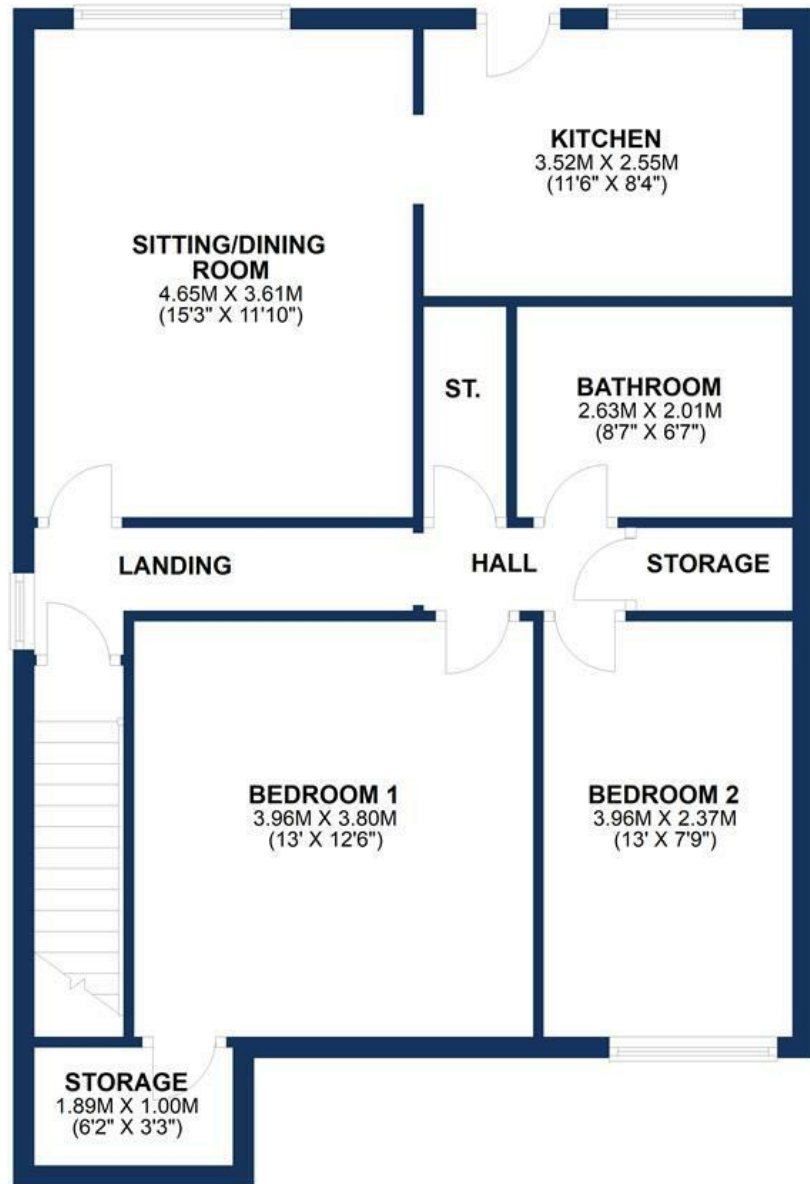 KITCHEN
3.52M X 2.55M
(11'6" X 8'4")
SITTING/DINING
ROOM
4.65M X 3.61M
(15'3" X 11'10")
ST.
BATHROOM
2.63M X 2.01M
(8'7" X 6'7")
LANDING
HALL
STORAGE
BEDROOM 1
3.96M X 3.80M
(13' X 12'6")
BEDROOM 2
3.96M X 2.37M
(13' X 7'9")
STORAGE
1.89M X 1.00M
(6'2" X 3'3")